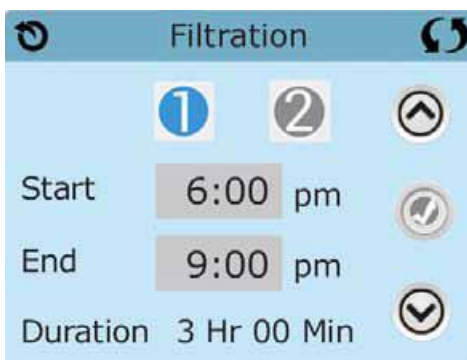 Filtration
1 2
Start 6:00 pm
End 9:00 pm
Duration 3 Hr 00 Min